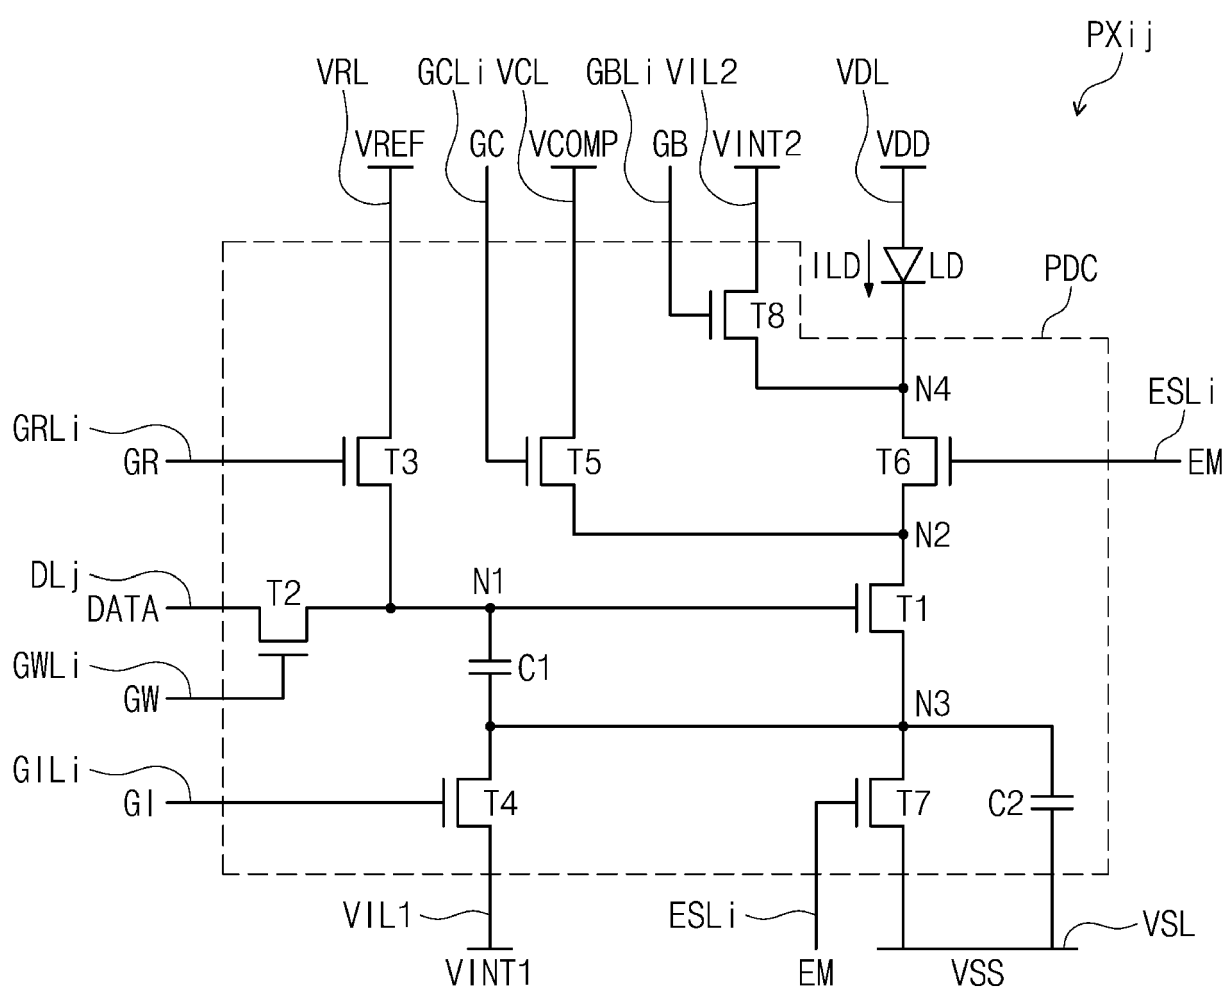 PXij
VRL GCLi VCL GBLi VIL2 VDL
VREF GC VCOMP GB VINT2 VDD
ILD LD PDC
T8
N4
GRLi ESLi
GR T3 T5 T6 EM
N2
DLj
DATA T2 N1 T1
GWLi C1
GW N3
GILi
GI T4 T7 C2
VIL1 ESLi VSL
VINT1 EM VSS